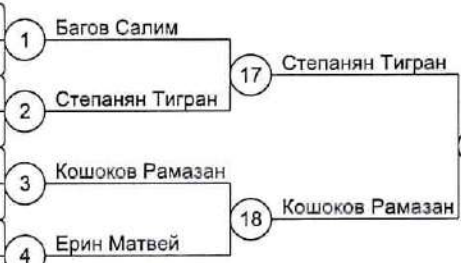 1 Багов Салим
17 Степанян Тигран
2 Степанян Тигран
3 Кошоков Рамазан
18 Кошоков Рамазан
4 Ерин Матвей